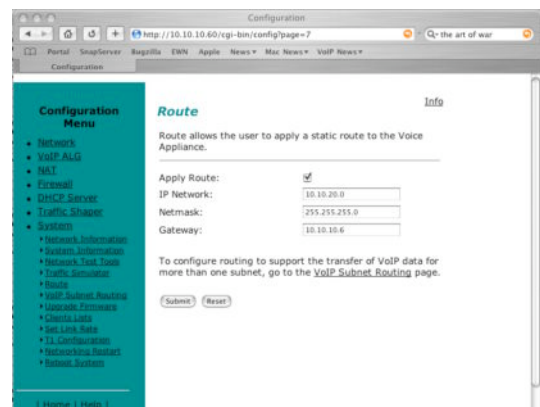 Configuration
http://10.10.10.60/cgi-bin/config?page=7
Q- the art of war
Portal SnapServer Bugzilla EWN Apple News Mac News VoIP News
Configuration
Configuration Menu
Network
VoIP ALG
NAT
Firewall
DHCP Server
Traffic Shaper
System
Network Information
System Information
Network Test Tools
Traffic Simulator
Route
VoIP Subnet Routing
Upgrade Firmware
Clients Lists
Set Link Rate
T1 Configuration
Networking Restart
Reboot System
| Home | Help |
Info
Route
Route allows the user to apply a static route to the Voice
Appliance.
Apply Route:
IP Network: 10.10.20.0
Netmask: 255.255.255.0
Gateway: 10.10.10.6
To configure routing to support the transfer of VoIP data for
more than one subnet, go to the VoIP Subnet Routing page.
Submit Reset